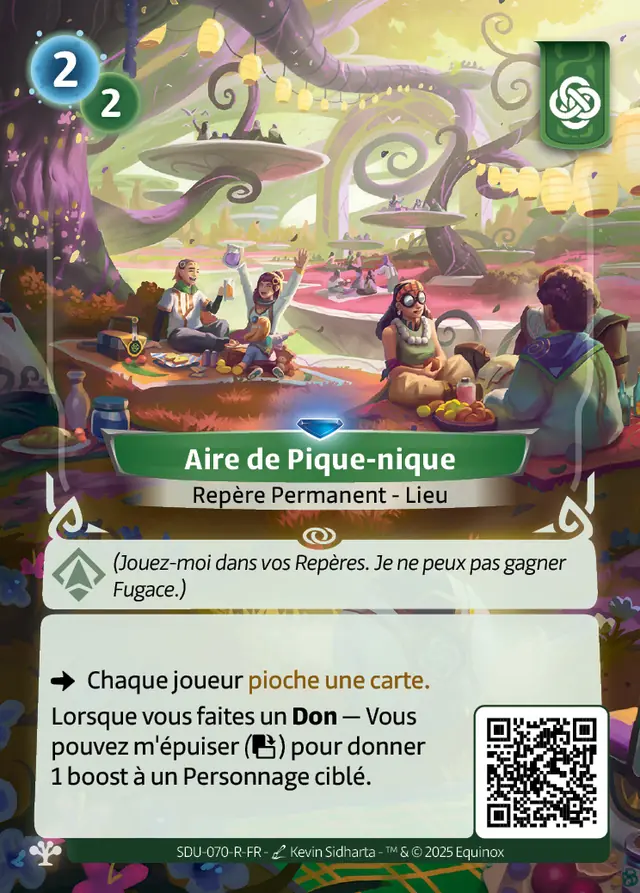 2
2
Aire de Pique-nique
Repère Permanent - Lieu
(Jouez-moi dans vos Repères. Je ne peux pas gagner
Fugace.)
Chaque joueur pioche une carte.
Lorsque vous faites un Don — Vous
pouvez m'épuiser () pour donner
1 boost à un Personnage ciblé.
SDU-070-R-FR - Kevin Sidharta - ™ & © 2025 Equinox